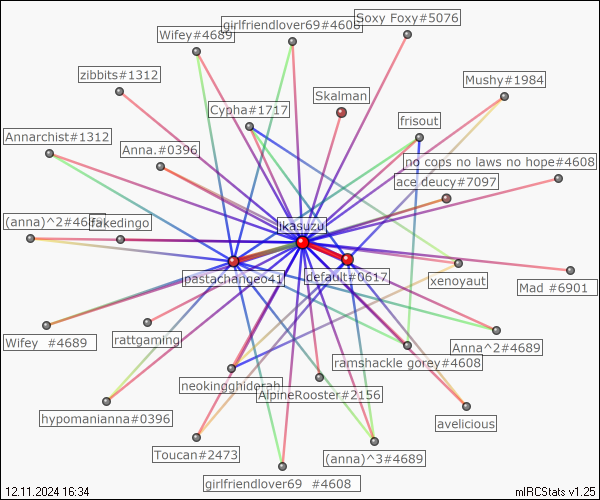 Soxy Foxy#5076
girlfriendlover69#4608
Wifey#4689
zibbits#1312
Mushy#1984
Skalman
Cypha#1717
frisout
Annarchist#1312
Anna.#0396
no cops no laws no hope#4608
ace deucy#7097
(anna)^2#468
fakedingo
ikasuzu
pastachange041
default#0617
xenoyaut
Mad #6901
Wifey  #4689
rattgaming
Anna^2#4689
ramshackle gorey#4608
neokingghidorah
AlpineRooster#2156
hypomanianna#0396
avelicious
Toucan#2473
(anna)^3#4689
girlfriendlover69  #4608
12.11.2024 16:34
mIRCStats v1.25